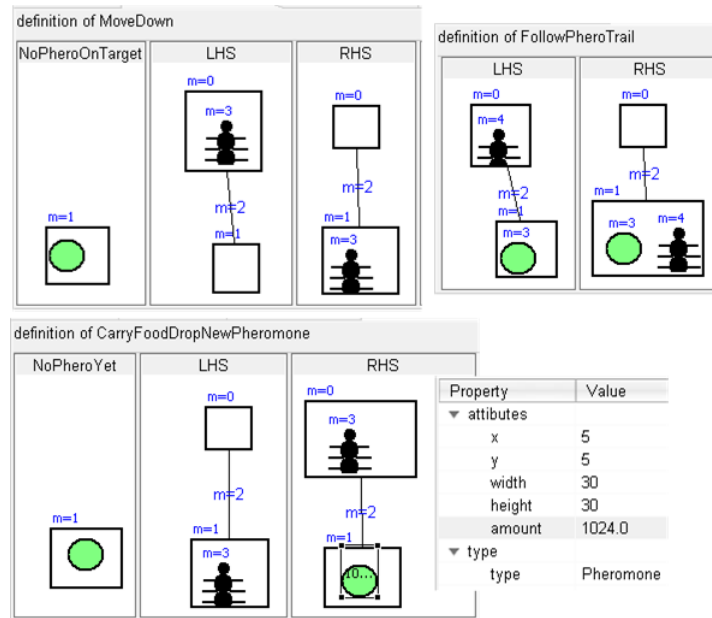 definition of MoveDown
NoPheroOnTarget
LHS
RHS
m=0
m=3
m=2
m=1
m=1
m=0
m=2
m=1
m=3
definition of FollowPheroTrail
LHS
RHS
m=0
m=4
m=2
m=1
m=3
m=0
m=2
m=1
m=3
m=4
definition of CarryFoodDropNewPheromone
NoPheroYet
LHS
RHS
m=1
m=0
m=2
m=1
m=3
m=0
m=3
m=2
m=1
10...
Property Value
attibutes
x 5
y 5
width 30
height 30
amount 1024.0
type
type Pheromone